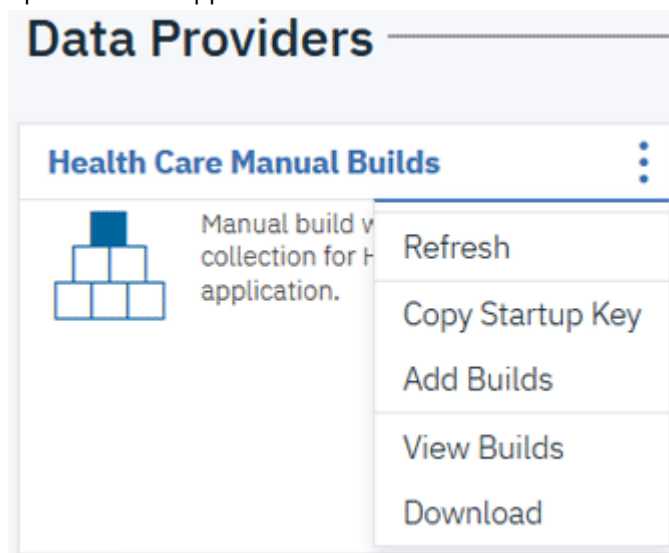 Data Providers
Health Care Manual Builds
Manual build
collection for
application.
Refresh
Copy Startup Key
Add Builds
View Builds
Download